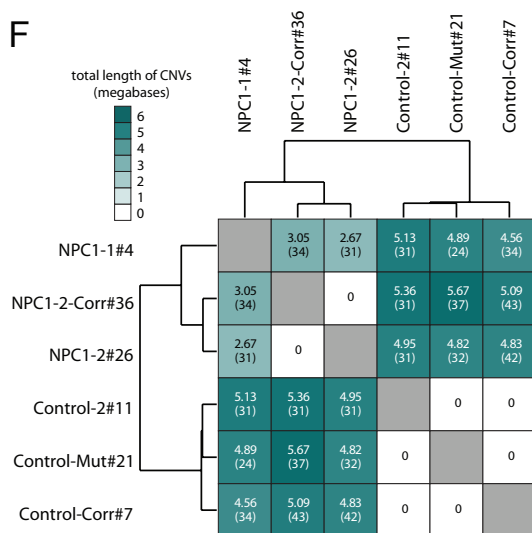 F
total length of CNVs
(megabases)
6
5
4
3
2
1
0
NPC1-1#4
NPC1-2-Corr#36
NPC1-2#26
Control-2#11
Control-Mut#21
Control-Corr#7
NPC1-1#4
3.05 2.67 5.13 4.89 4.56
(34) (31) (31) (24) (34)
NPC1-2-Corr#36
3.05 0 5.36 5.67 5.09
(34) (31) (37) (43)
NPC1-2#26
2.67 0 4.95 4.82 4.83
(31) (31) (32) (42)
Control-2#11
5.13 5.36 4.95 0 0
(31) (31) (31)
Control-Mut#21
4.89 5.67 4.82 0 0
(24) (37) (32)
Control-Corr#7
4.56 5.09 4.83 0 0
(34) (43) (42)